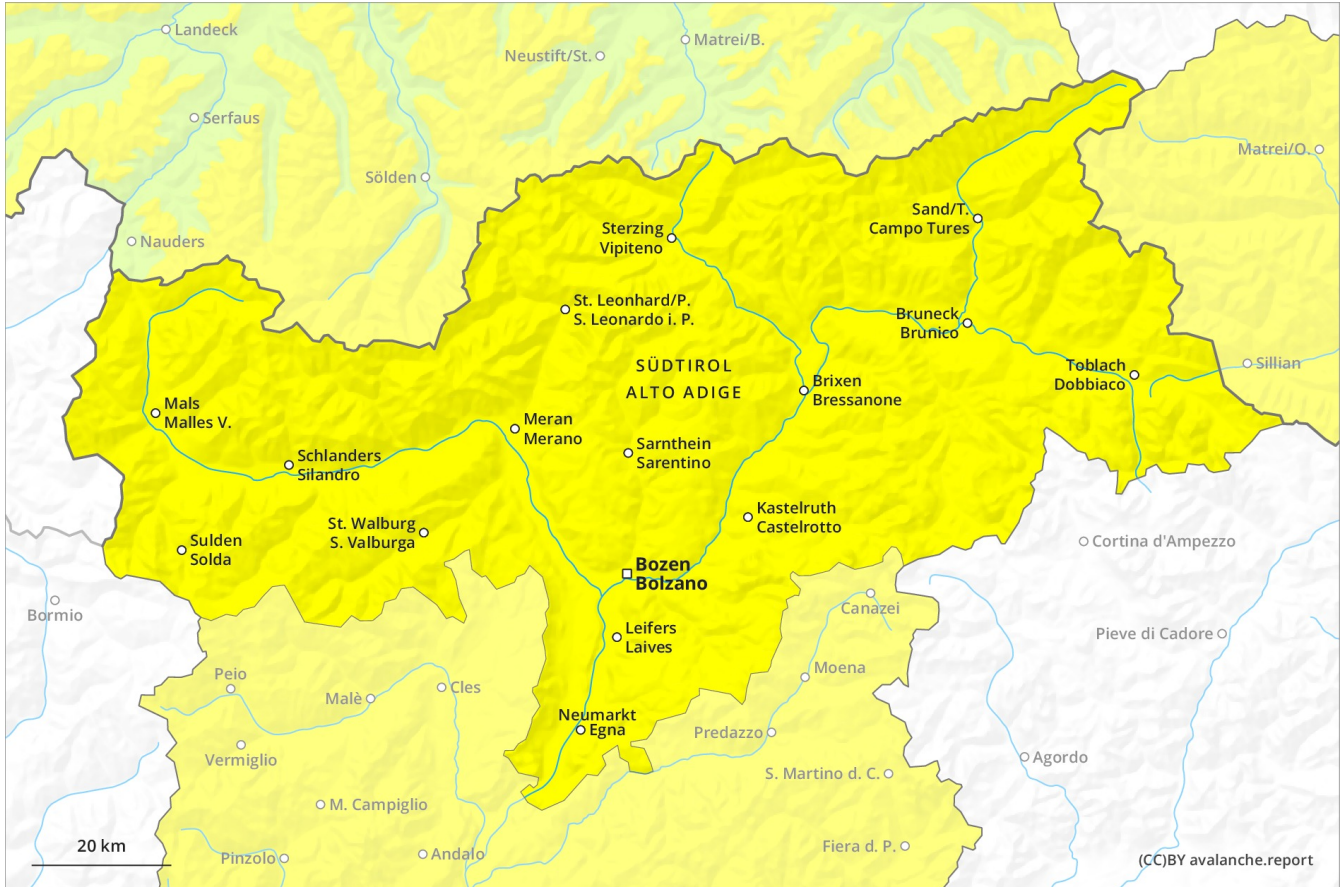 Landeck
Matrei/B.
Neustift/St.
Serfaus
Matrei/O.
Sölden
Sand/T.
Campo Tures
Sterzing
Vipiteno
Nauders
St. Leonhard/P.
S. Leonardo i. P.
Bruneck
Brunico
SÜDTIROL
ALTO ADIGE
Toblach
Dobbiaco
Sillian
Brixen
Bressanone
Mals
Malles V.
Meran
Merano
Sarnthein
Sarentino
Schlanders
Silandro
Kastelruth
Castelrotto
St. Walburg
S. Valburga
Sulden
Solda
Cortina d'Ampezzo
Bozen
Bolzano
Bormio
Canazei
Leifers
Laives
Pieve di Cadore
Moena
Peio
Malè
Cles
Neumarkt
Egna
Predazzo
Vermiglio
Agordo
S. Martino d. C.
M. Campiglio
20 km
Pinzolo
Andalo
Fiera d. P.
(CC)BY avalanche.report